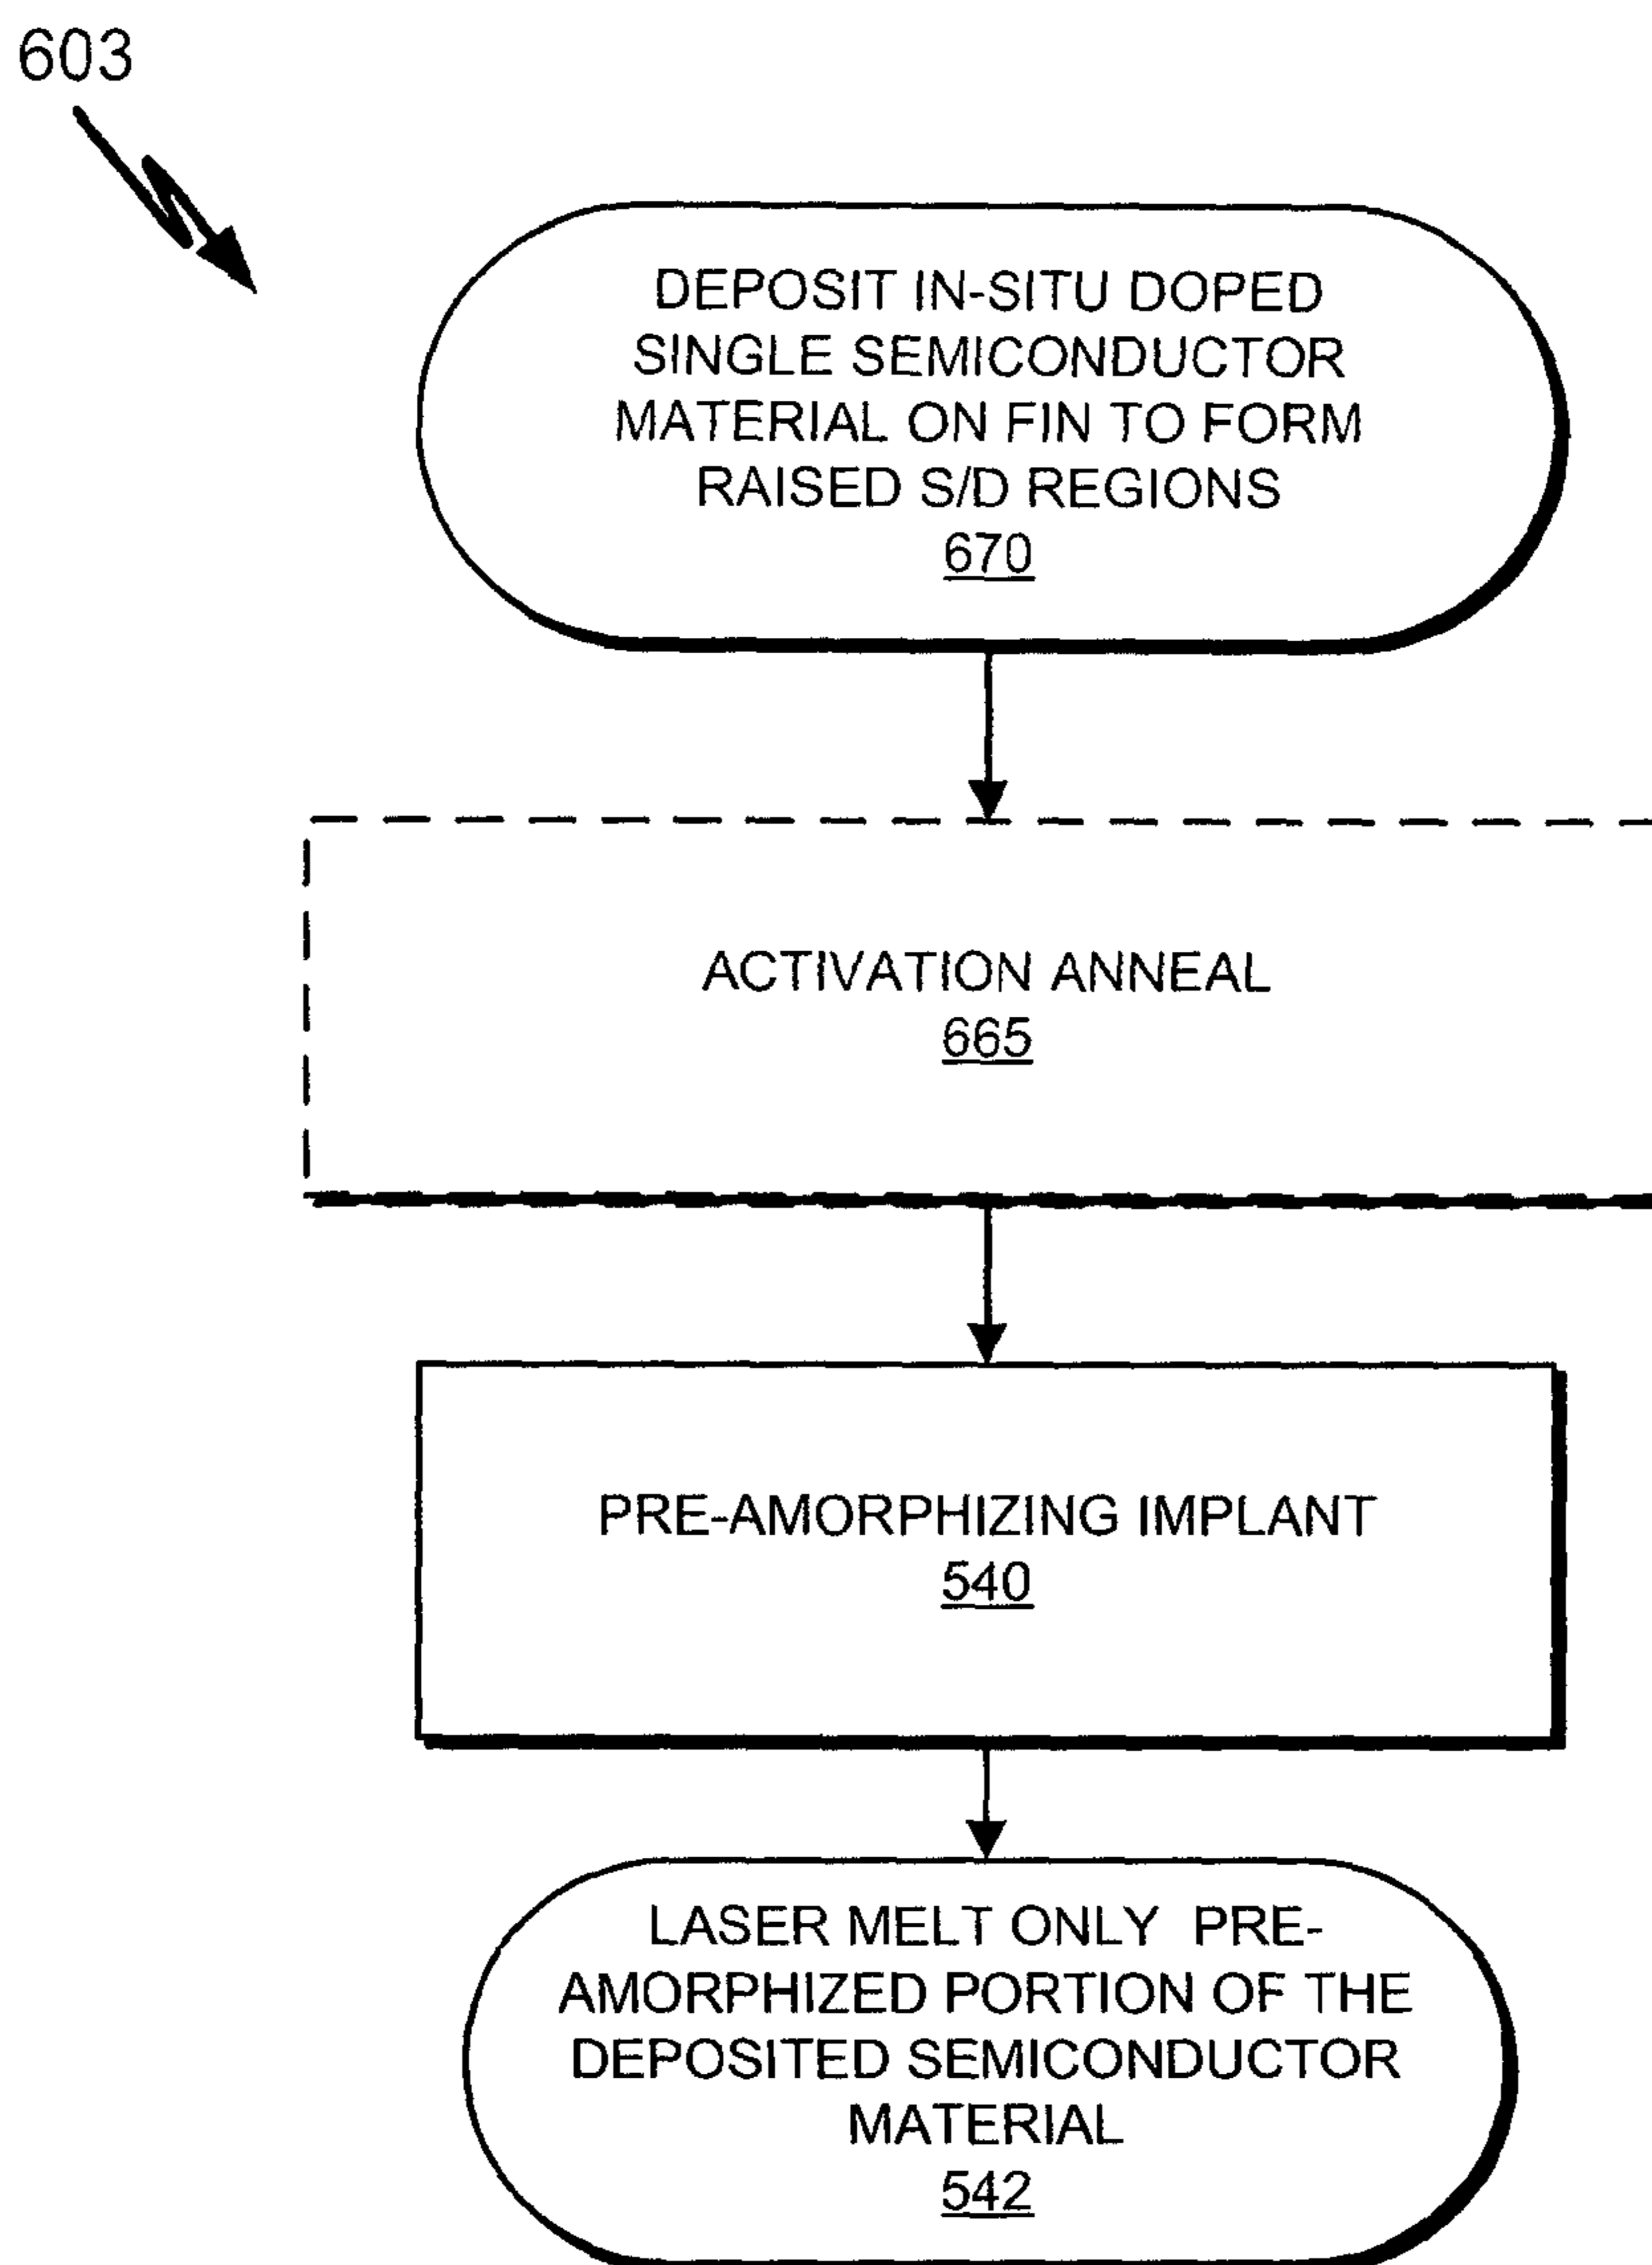 603
DEPOSIT IN-SITU DOPED
SINGLE SEMICONDUCTOR
MATERIAL ON FIN TO FORM
RAISED S/D REGIONS
670
ACTIVATION ANNEAL
665
PRE-AMORPHIZING IMPLANT
540
LASER MELT ONLY PRE-
AMORPHIZED PORTION OF THE
DEPOSITED SEMICONDUCTOR
MATERIAL
542